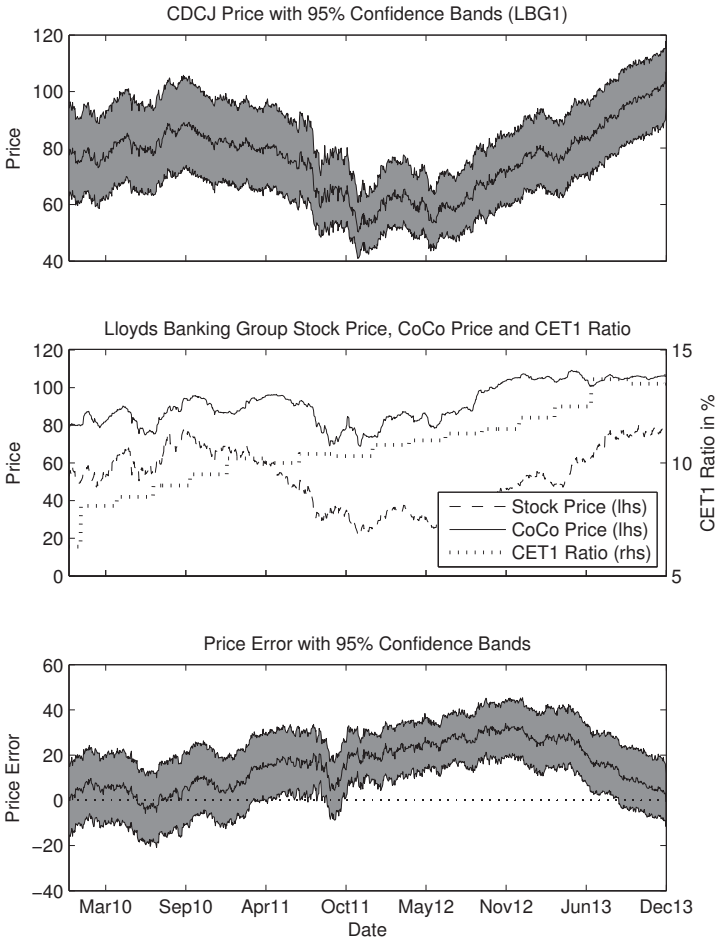 CDCJ Price with 95% Confidence Bands (LBG1)
120
100
80
60
40
Price
Lloyds Banking Group Stock Price, CoCo Price and CET1 Ratio
120
100
80
60
40
20
0
Price
15
10
5
CET1 Ratio in %
Stock Price (lhs)
CoCo Price (lhs)
CET1 Ratio (rhs)
Price Error with 95% Confidence Bands
60
40
20
0
−20
−40
Price Error
Mar10 Sep10 Apr11 Oct11 May12 Nov12 Jun13 Dec13
Date